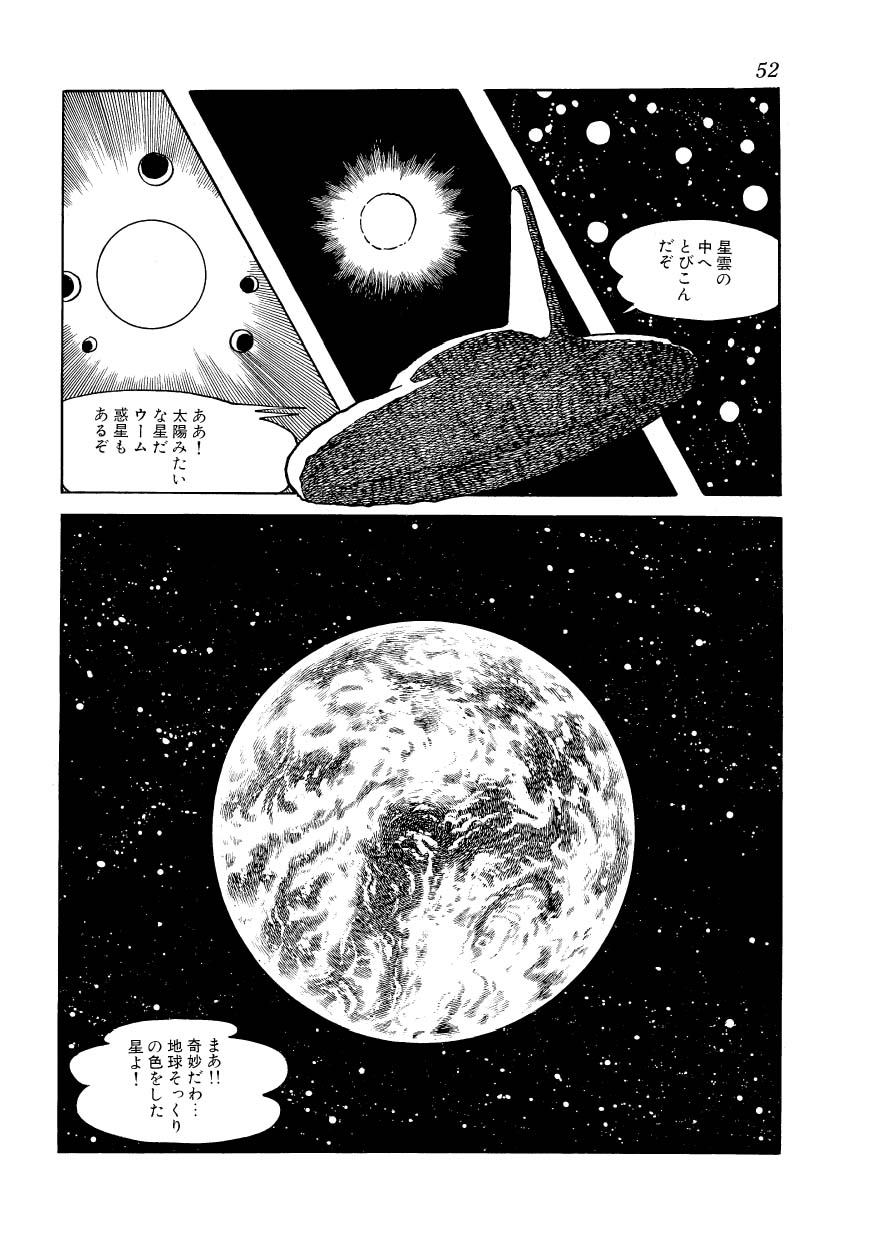 52
星雲の
中へ
とびこん
だぞ
ああ！
太陽みたい
な星だ
ウーム
惑星も
あるぞ
まあ!!
奇妙だわ…
地球そっくり
の色をした
星よ！